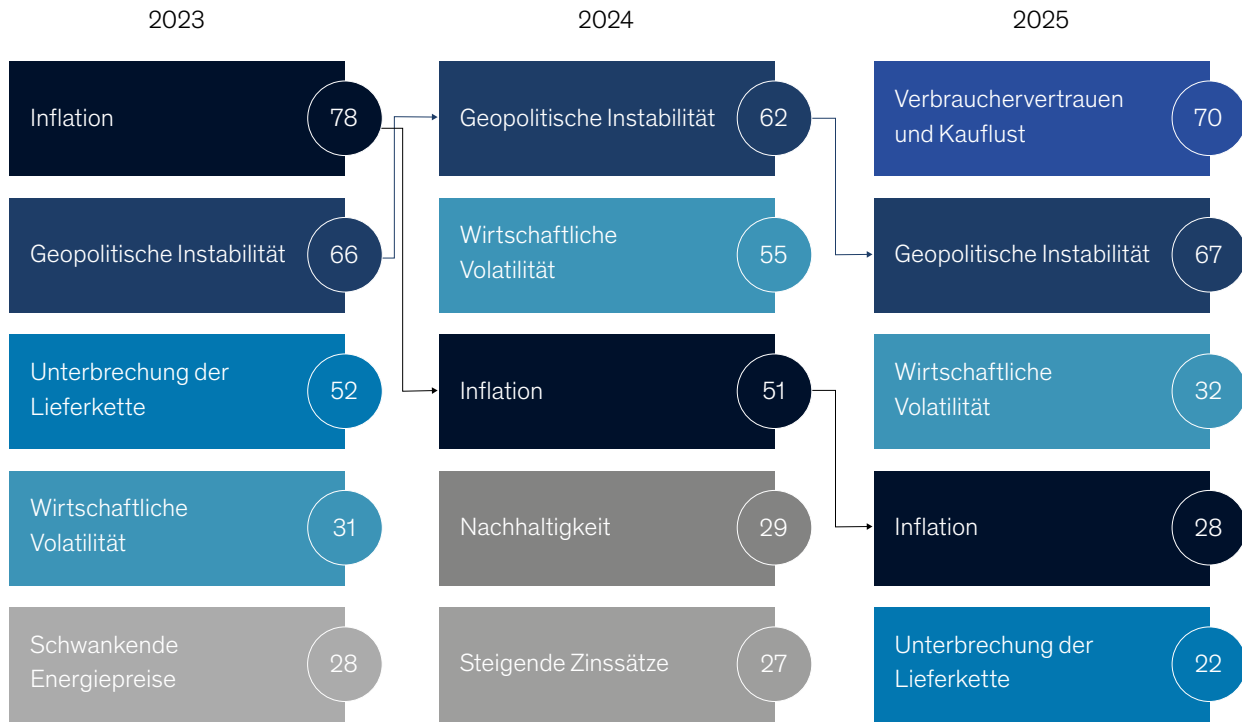 2023
2024
2025
Inflation
78
Geopolitische Instabilität
62
Verbrauchervertrauen
und Kauflust
70
Geopolitische Instabilität
66
Wirtschaftliche
Volatilität
55
Geopolitische Instabilität
67
Unterbrechung der
Lieferkette
52
Inflation
51
Wirtschaftliche
Volatilität
32
Wirtschaftliche
Volatilität
31
Nachhaltigkeit
29
Inflation
28
Schwankende
Energiepreise
28
Steigende Zinssätze
27
Unterbrechung der
Lieferkette
22